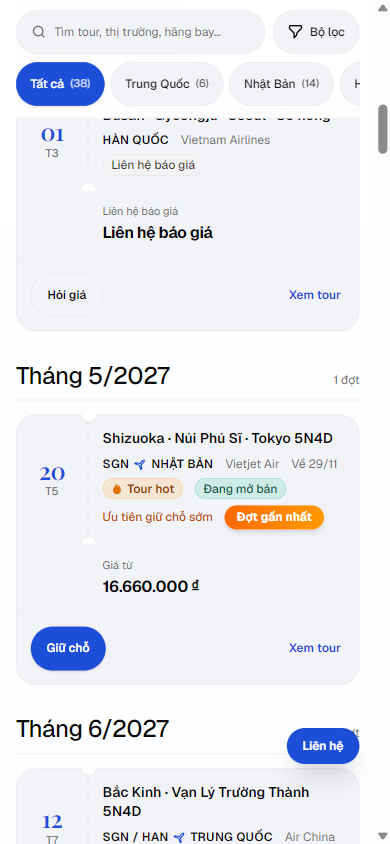 Tìm tour, thị trường, hãng bay...
Bộ lọc
Tất cả (38)
Trung Quốc (6)
Nhật Bản (14)
01
T3
HÀN QUỐC Vietnam Airlines
Liên hệ báo giá
Liên hệ báo giá
Liên hệ báo giá
Hỏi giá
Xem tour
Tháng 5/2027
1 đợt
20
T5
Shizuoka · Núi Phú Sĩ · Tokyo 5N4D
SGN NHẬT BẢN Vietjet Air Về 29/11
Tour hot
Đang mở bán
Ưu tiên giữ chỗ sớm
Đợt gần nhất
Giá từ
16.660.000 ₫
Giữ chỗ
Xem tour
Tháng 6/2027
Liên hệ
12
T7
Bắc Kinh · Vạn Lý Trường Thành
5N4D
SGN / HAN TRUNG QUỐC Air China